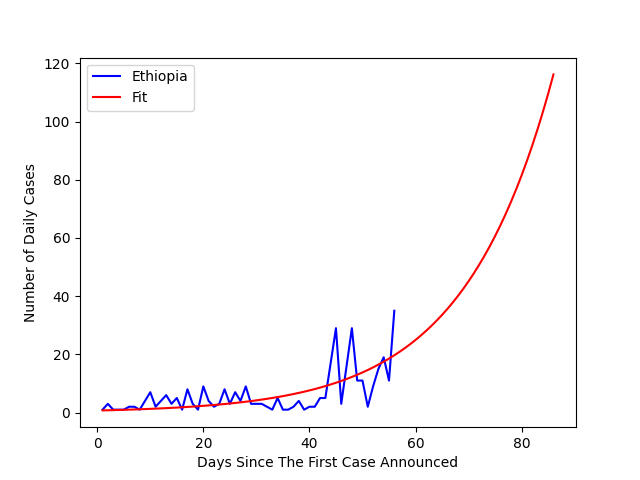 Ethiopia
Fit
Number of Daily Cases
120
100
80
60
40
20
0
0 20 40 60 80
Days Since The First Case Announced